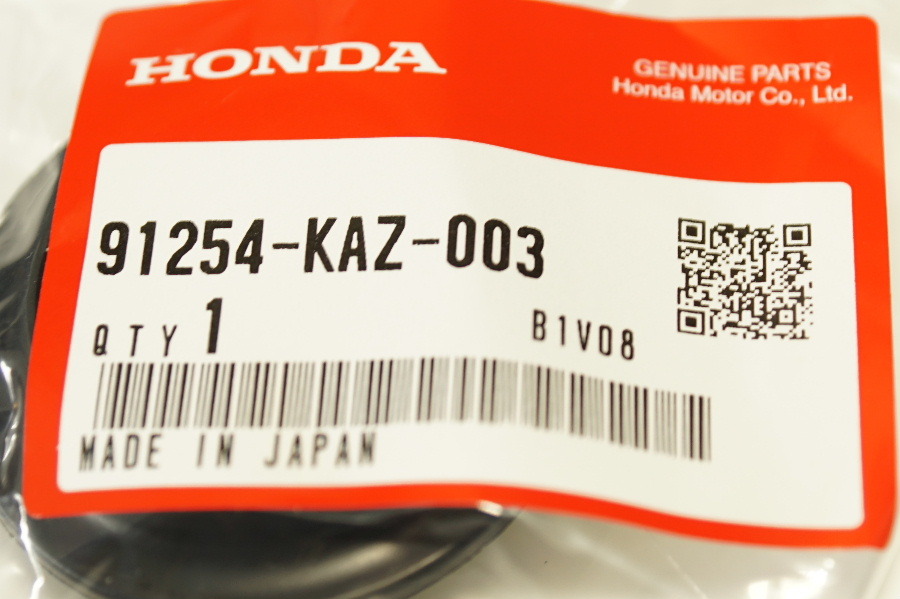 HONDA
GENUINE PARTS
Honda Motor Co., Ltd.
91254-KAZ-003
QTY 1
B1V08
MADE IN JAPAN